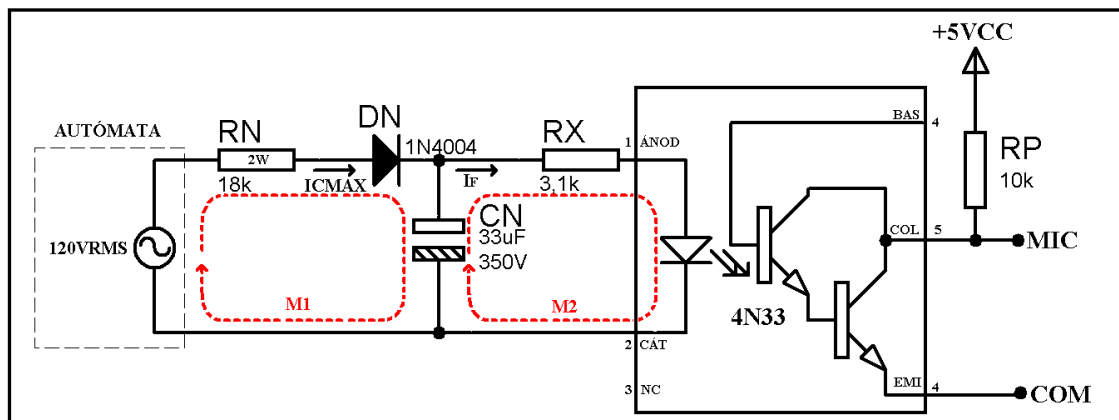 +5VCC
AUTÓMATA
RN
2W
18k
ICMAX
DN
1N4004
IF
RX
3,1k
1
ÁNOD
BAS
4
RP
10k
120VRMS
CN
33uF
350V
M1
M2
COL
5
MIC
4N33
2
CÁT
3
NC
EMI
4
COM